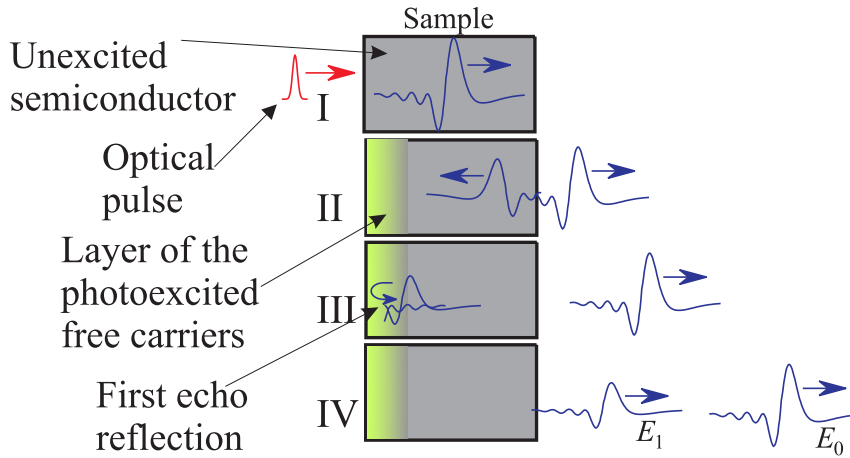 Sample
Unexcited
semiconductor
I
Optical
pulse
II
Layer of the
photoexcited
free carriers
III
First echo
reflection
IV
E₁
E₀